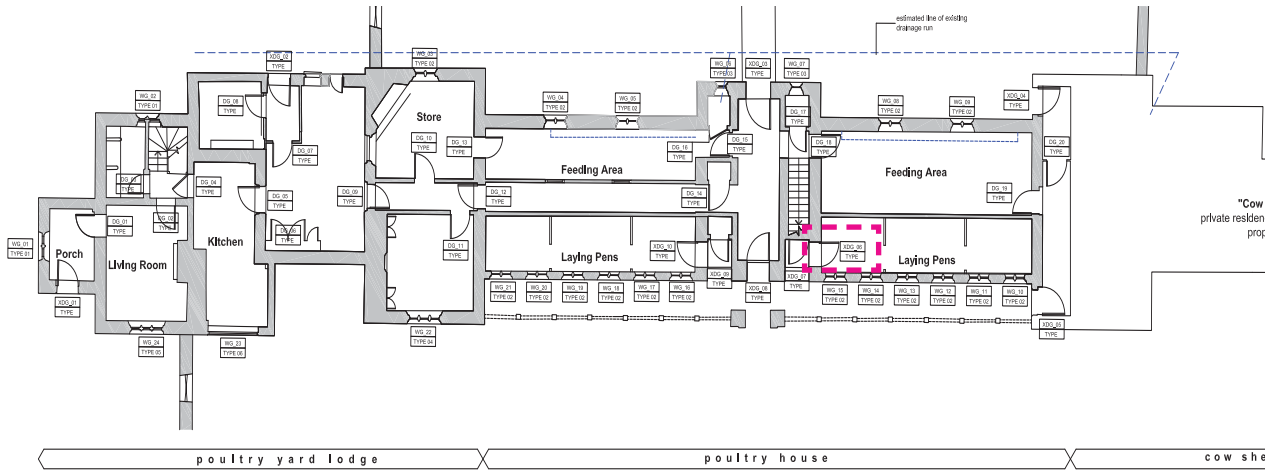 estimated line of existing
drainage run
XDG_02
TYPE
WG_03
TYPE 02
XDG_03
TYPE
WG_07
TYPE 03
TYPE 03
WG_02
TYPE 01
DG_08
TYPE
WG_04
TYPE 02
WG_05
TYPE 02
WG_08
TYPE 02
WG_09
TYPE 02
XDG_04
TYPE
DG_17
TYPE
Store
DG_10
TYPE
DG_13
TYPE
DG_15
TYPE
DG_16
TYPE
DG_18
TYPE
DG_07
TYPE
DG_20
TYPE
Feeding Area
Feeding Area
DG_03
TYPE
DG_04
TYPE
DG_05
TYPE
DG_09
TYPE
DG_12
TYPE
DG_14
TYPE
DG_19
TYPE
"Cow
private residen
prop
DG_01
TYPE
DG_02
TYPE
DG_06
TYPE
Kitchen
WG_01
TYPE 01
Porch
Living Room
DG_11
TYPE
Laying Pens
XDG_10
TYPE
XDG_06
TYPE
Laying Pens
XDG_01
TYPE
XDG_09
TYPE
XDG_08
TYPE
XDG_07
TYPE
WG_21
TYPE 02
WG_20
TYPE 02
WG_19
TYPE 02
WG_18
TYPE 02
WG_17
TYPE 02
WG_16
TYPE 02
WG_15
TYPE 02
WG_14
TYPE 02
WG_13
TYPE 02
WG_12
TYPE 02
WG_11
TYPE 02
WG_10
TYPE 02
XDG_05
TYPE
WG_24
TYPE 05
WG_23
TYPE 06
WG_22
TYPE 04
poultry yard lodge
poultry house
cow she